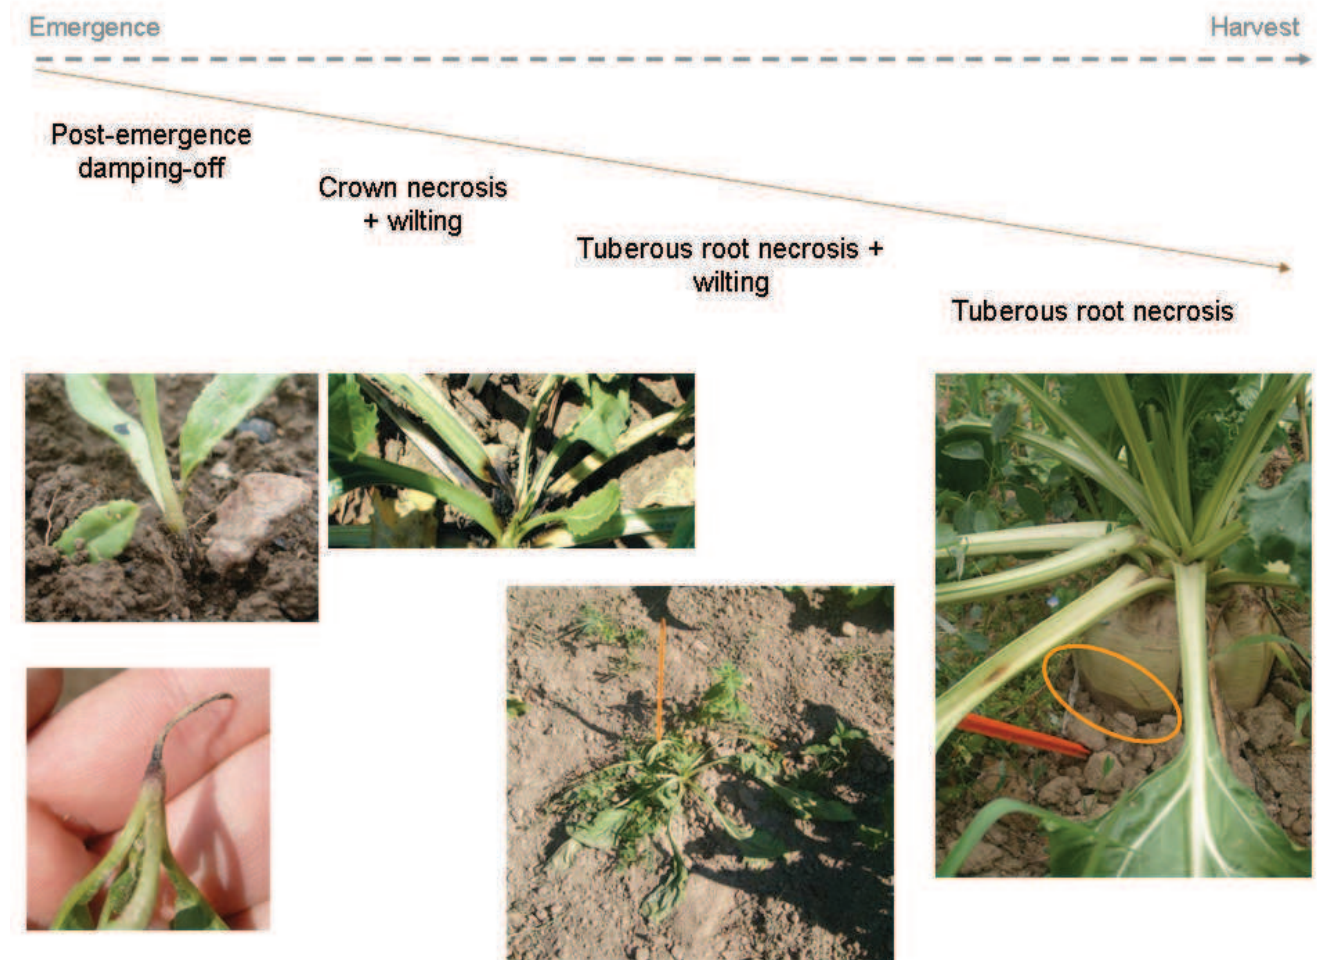 Emergence
Harvest
Post-emergence
damping-off
Crown necrosis
+ wilting
Tuberous root necrosis +
wilting
Tuberous root necrosis